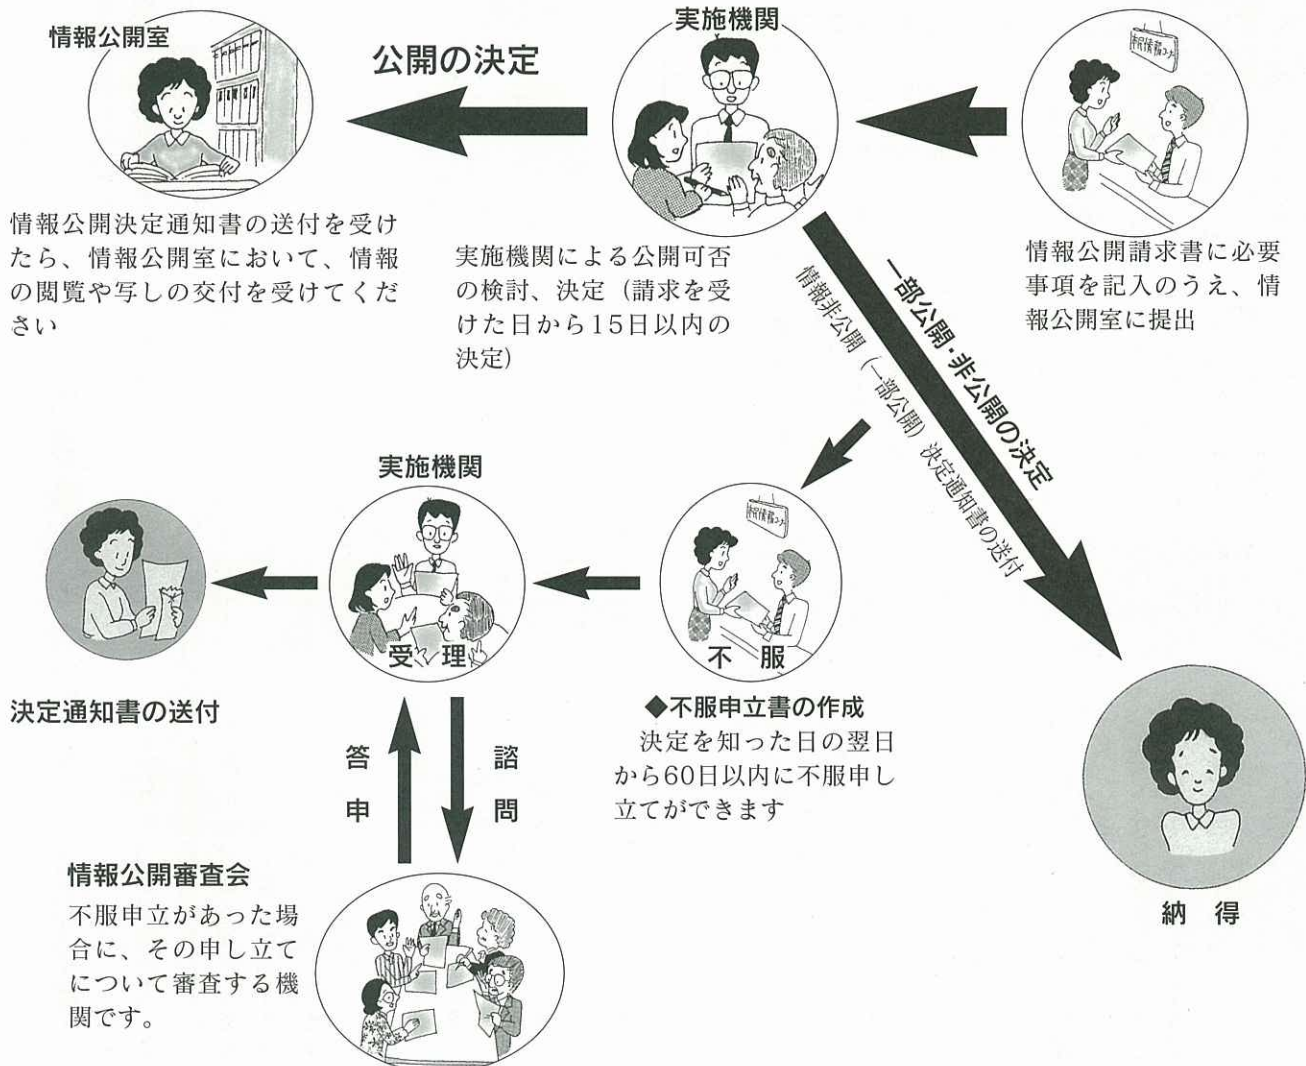 情報公開室
公開の決定
実施機関
情報公開決定通知書の送付を受け
たら、情報公開室において、情報
の閲覧や写しの交付を受けてくだ
さい
実施機関による公開可否
の検討、決定（請求を受
けた日から15日以内の
決定）
情報公開請求書に必要
事項を記入のうえ、情
報公開室に提出
一部公開・非公開の決定
情報非公開（一部公開）決定通知書の送付
実施機関
受 理
不 服
決定通知書の送付
◆不服申立書の作成
決定を知った日の翌日
から60日以内に不服申し
立てができます
答申
諮問
納 得
情報公開審査会
不服申立があった場
合に、その申し立て
について審査する機
関です。